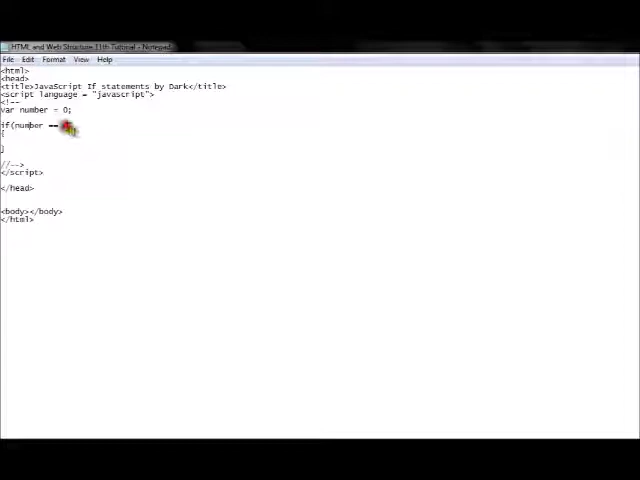 HTML and Web Structure 11th Tutorial - Notepad
File Edit Format View Help
<html>
<head>
<title>JavaScript If statements by Dark</title>
<script language = "javascript">
<!--
var number = 0;
if(number ==
{
}
//-->
</script>
</head>
<body></body>
</html>